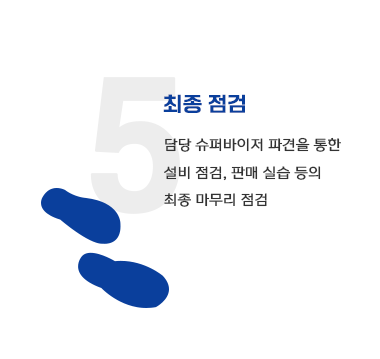 5
최종 점검
담당 슈퍼바이저 파견을 통한
설비 점검, 판매 실습 등의
최종 마무리 점검